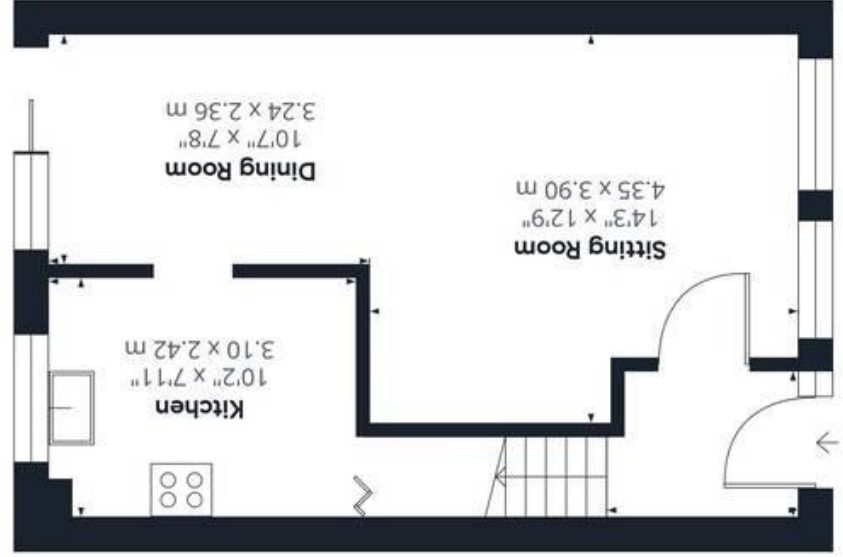 Kitchen
10'2" x 7'11"
3.10 x 2.42 m
Sitting Room
14'3" x 12'9"
4.35 x 3.90 m
Dining Room
10'7" x 7'8"
3.24 x 2.36 m